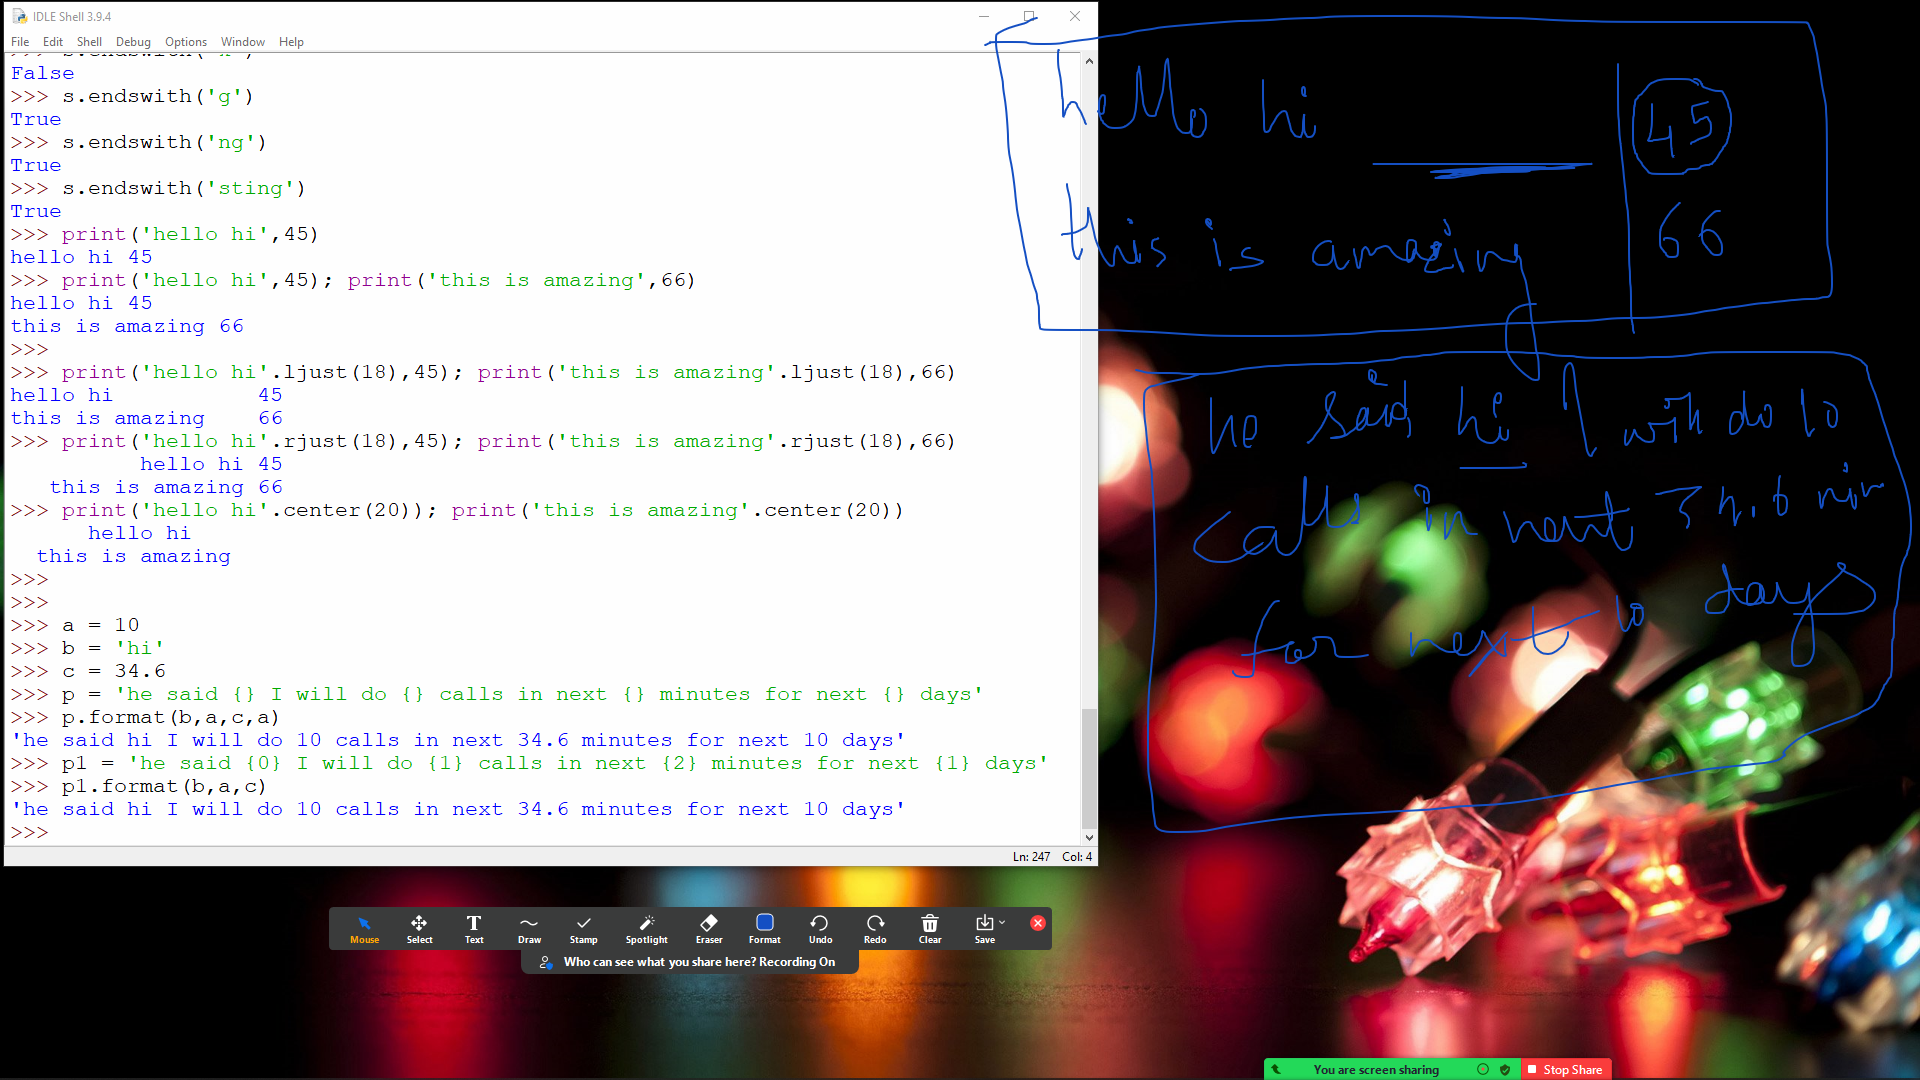 IDLE Shell 3.9.4
File Edit Shell Debug Options Window Help
False
>>> s.endswith('g')
True
>>> s.endswith('ng')
True
>>> s.endswith('sting')
True
>>> print('hello hi',45)
hello hi 45
>>> print('hello hi',45); print('this is amazing',66)
hello hi 45
this is amazing 66
>>>
>>> print('hello hi'.ljust(18),45); print('this is amazing'.ljust(18),66)
hello hi           45
this is amazing    66
>>> print('hello hi'.rjust(18),45); print('this is amazing'.rjust(18),66)
          hello hi 45
   this is amazing 66
>>> print('hello hi'.center(20)); print('this is amazing'.center(20))
      hello hi
  this is amazing
>>>
>>>
>>> a = 10
>>> b = 'hi'
>>> c = 34.6
>>> p = 'he said {} I will do {} calls in next {} minutes for next {} days'
>>> p.format(b,a,c,a)
'he said hi I will do 10 calls in next 34.6 minutes for next 10 days'
>>> p1 = 'he said {0} I will do {1} calls in next {2} minutes for next {1} days'
>>> p1.format(b,a,c)
'he said hi I will do 10 calls in next 34.6 minutes for next 10 days'
>>>
Ln: 247 Col: 4
hello hi 45
this is amazing 66
he said hi I will do 10
calls in next 34.6 min
for next 10 days
Mouse Select Text Draw Stamp Spotlight Eraser Format Undo Redo Clear Save
Who can see what you share here? Recording On
You are screen sharing Stop Share